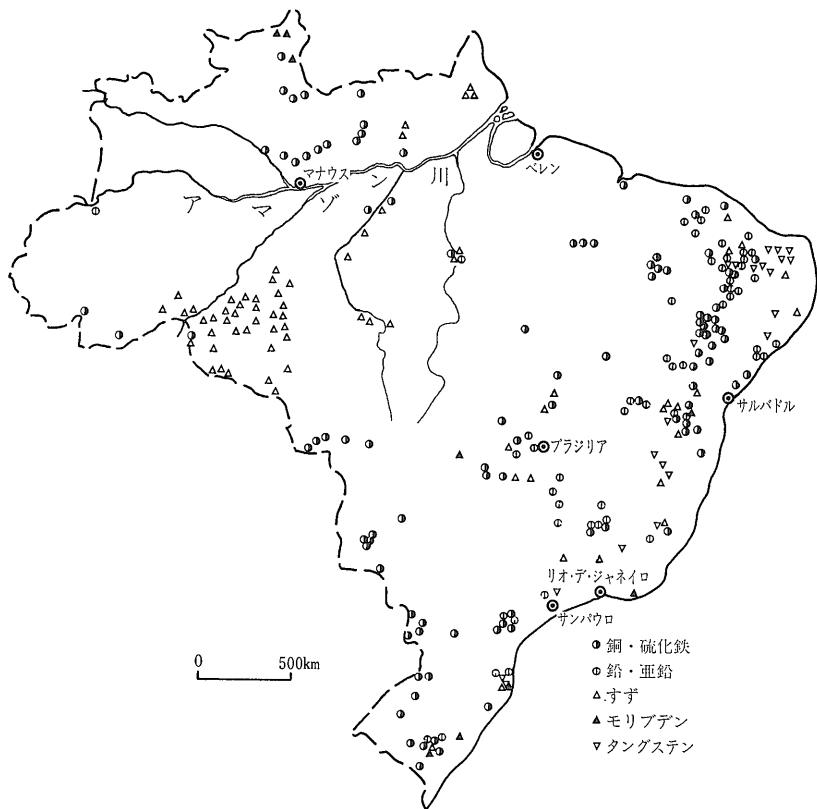 マナウス
ベレン
アマゾン川
サルバドル
ブラジリア
リオ・デ・ジャネイロ
サンパウロ
0 500km
銅・硫化鉄
鉛・亜鉛
すず
モリブデン
タングステン